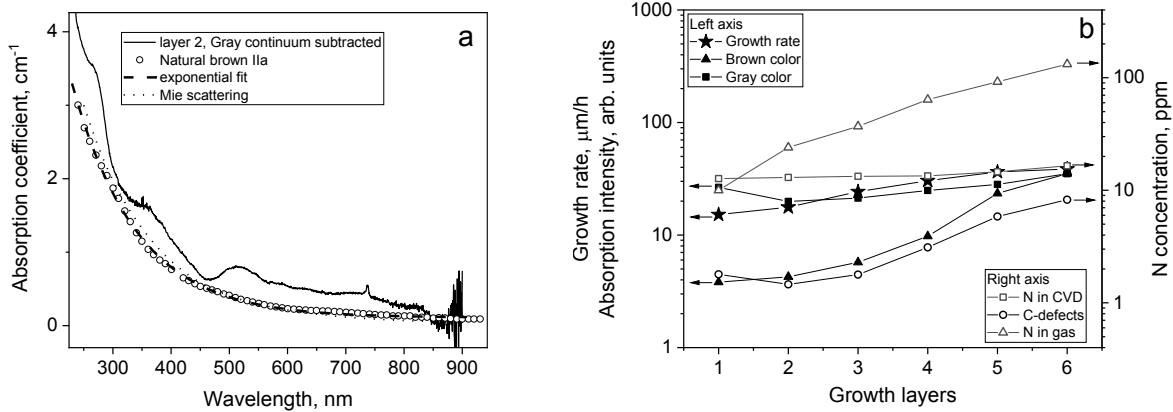 a
layer 2, Gray continuum subtracted
Natural brown IIa
exponential fit
Mie scattering
Absorption coefficient, cm⁻¹
4
2
0
300 400 500 600 700 800 900
Wavelength, nm
b
Left axis
Growth rate
Brown color
Gray color
Growth rate, μm/h
Absorption intensity, arb. units
1000
100
10
1
Right axis
N in CVD
C-defects
N in gas
N concentration, ppm
100
10
1
1 2 3 4 5 6
Growth layers